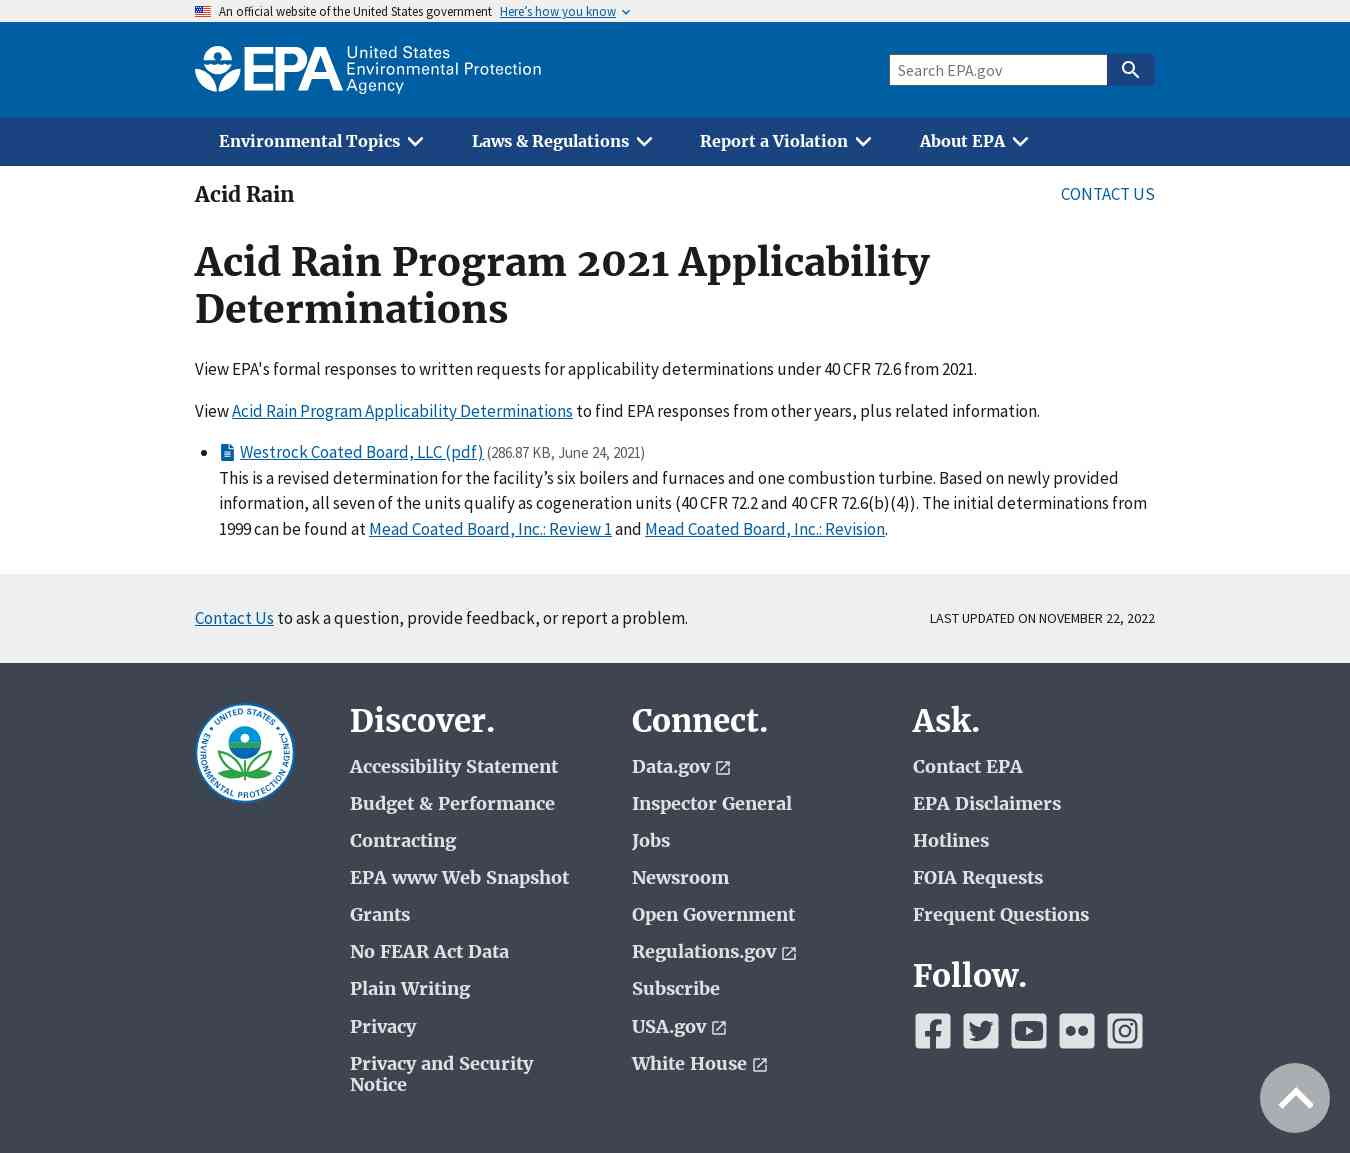 An official website of the United States government Here's how you know
EPA United States
Environmental Protection
Agency
Search EPA.gov
Environmental Topics Laws & Regulations Report a Violation About EPA
Acid Rain CONTACT US
Acid Rain Program 2021 Applicability
Determinations
View EPA's formal responses to written requests for applicability determinations under 40 CFR 72.6 from 2021.
View Acid Rain Program Applicability Determinations to find EPA responses from other years, plus related information.
Westrock Coated Board, LLC (pdf) (286.87 KB, June 24, 2021)
This is a revised determination for the facility’s six boilers and furnaces and one combustion turbine. Based on newly provided
information, all seven of the units qualify as cogeneration units (40 CFR 72.2 and 40 CFR 72.6(b)(4)). The initial determinations from
1999 can be found at Mead Coated Board, Inc.: Review 1 and Mead Coated Board, Inc.: Revision.
Contact Us to ask a question, provide feedback, or report a problem. LAST UPDATED ON NOVEMBER 22, 2022
UNITED STATES
ENVIRONMENTAL PROTECTION AGENCY
Discover.
Accessibility Statement
Budget & Performance
Contracting
EPA www Web Snapshot
Grants
No FEAR Act Data
Plain Writing
Privacy
Privacy and Security
Notice
Connect.
Data.gov
Inspector General
Jobs
Newsroom
Open Government
Regulations.gov
Subscribe
USA.gov
White House
Ask.
Contact EPA
EPA Disclaimers
Hotlines
FOIA Requests
Frequent Questions
Follow.